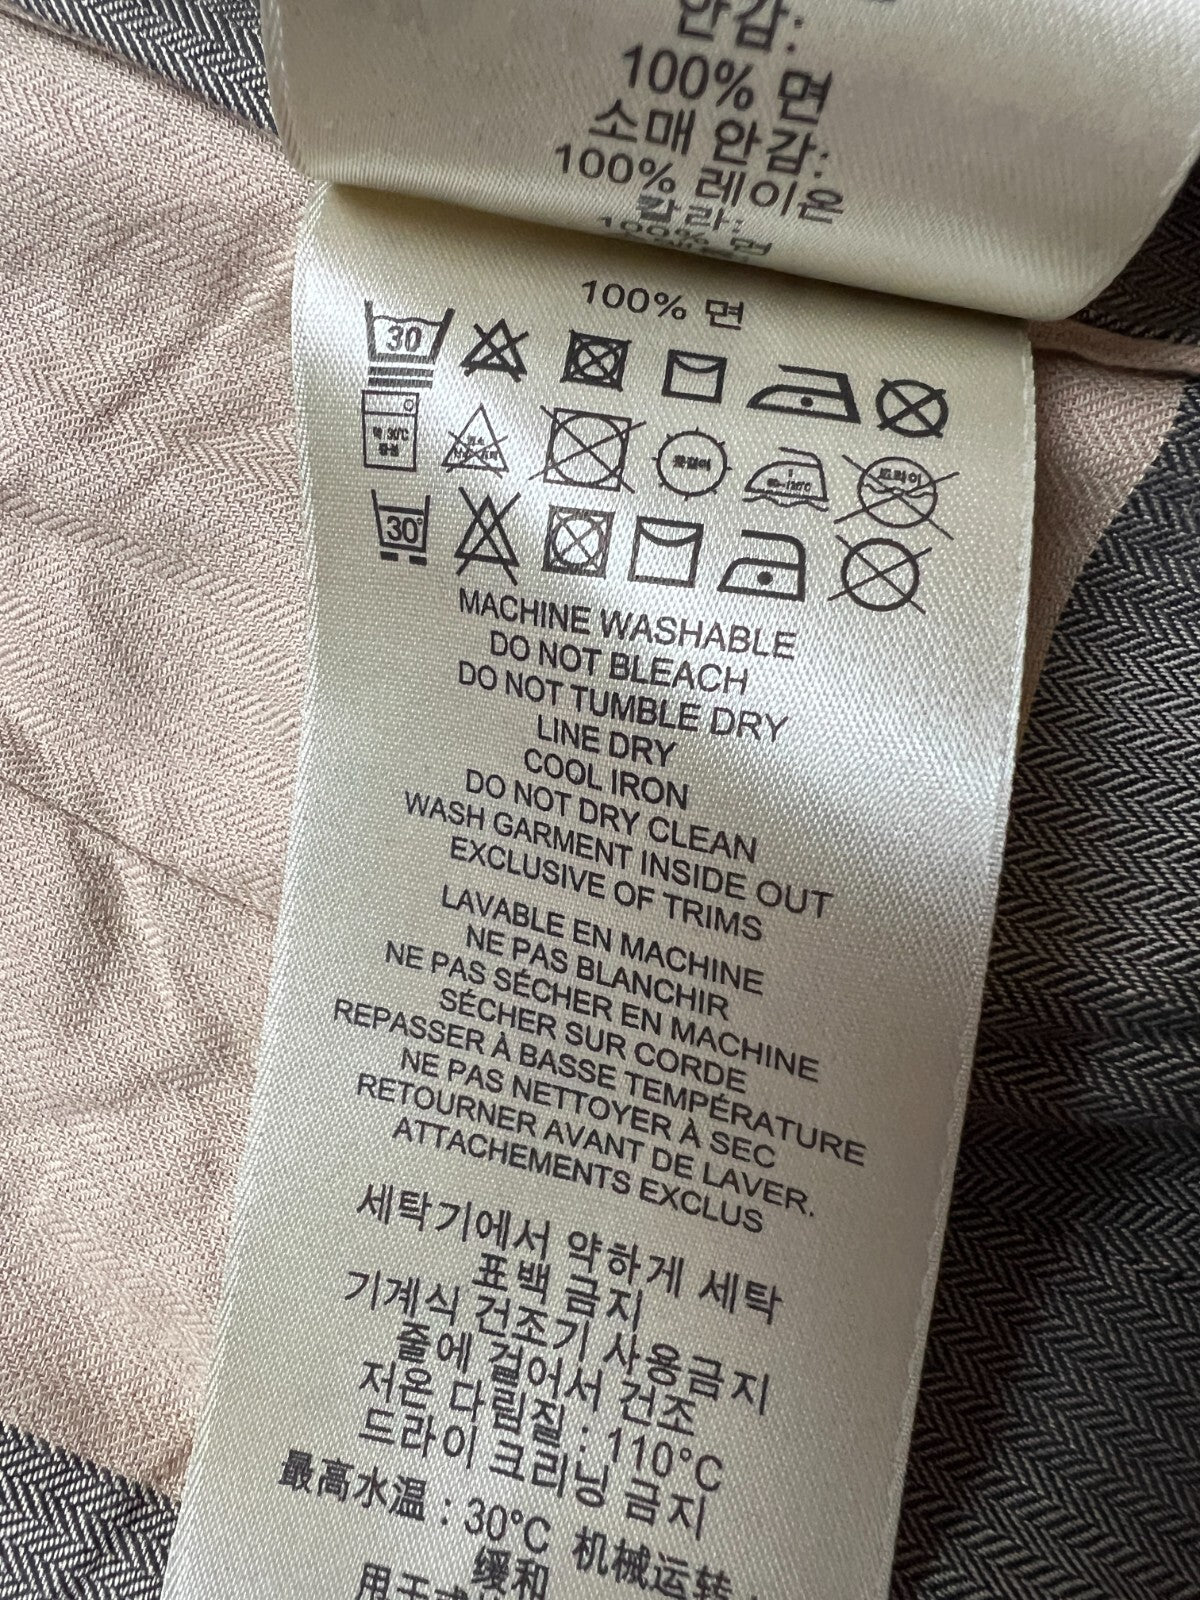 안감:
100% 면
소매 안감:
100% 레이온
칼라:
100% 면
100% 면
30
30°
MACHINE WASHABLE
DO NOT BLEACH
DO NOT TUMBLE DRY
LINE DRY
COOL IRON
DO NOT DRY CLEAN
WASH GARMENT INSIDE OUT
EXCLUSIVE OF TRIMS
LAVABLE EN MACHINE
NE PAS BLANCHIR
NE PAS SÉCHER EN MACHINE
SÉCHER SUR CORDE
REPASSER À BASSE TEMPÉRATURE
NE PAS NETTOYER À SEC
RETOURNER AVANT DE LAVER.
ATTACHEMENTS EXCLUS
세탁기에서 약하게 세탁
표백 금지
기계식 건조기 사용금지
줄에 걸어서 건조
저온 다림질 : 110°C
드라이 크리닝 금지
最高水温 : 30°C 机械运转
缓和